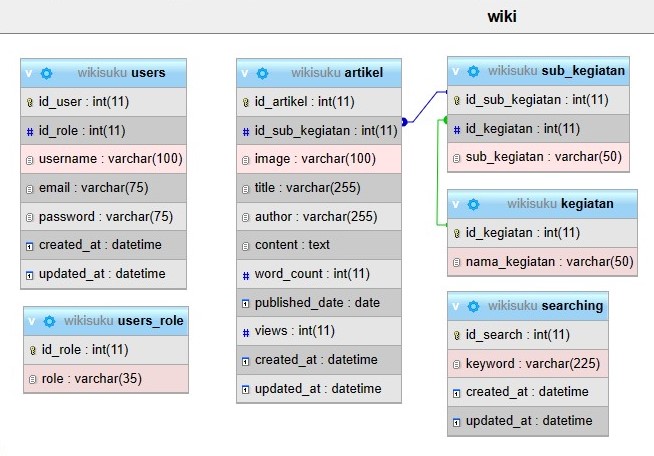 wiki
v wikisuku users
id_user : int(11)
# id_role : int(11)
username : varchar(100)
email : varchar(75)
password : varchar(75)
created_at : datetime
updated_at : datetime
v wikisuku users_role
id_role : int(11)
role : varchar(35)
v wikisuku artikel
id_artikel : int(11)
# id_sub_kegiatan : int(11)
image : varchar(100)
title : varchar(255)
author : varchar(255)
content : text
# word_count : int(11)
published_date : date
# views : int(11)
created_at : datetime
updated_at : datetime
v wikisuku sub_kegiatan
id_sub_kegiatan : int(11)
# id_kegiatan : int(11)
sub_kegiatan : varchar(50)
v wikisuku kegiatan
id_kegiatan : int(11)
nama_kegiatan : varchar(50)
v wikisuku searching
id_search : int(11)
keyword : varchar(225)
created_at : datetime
updated_at : datetime